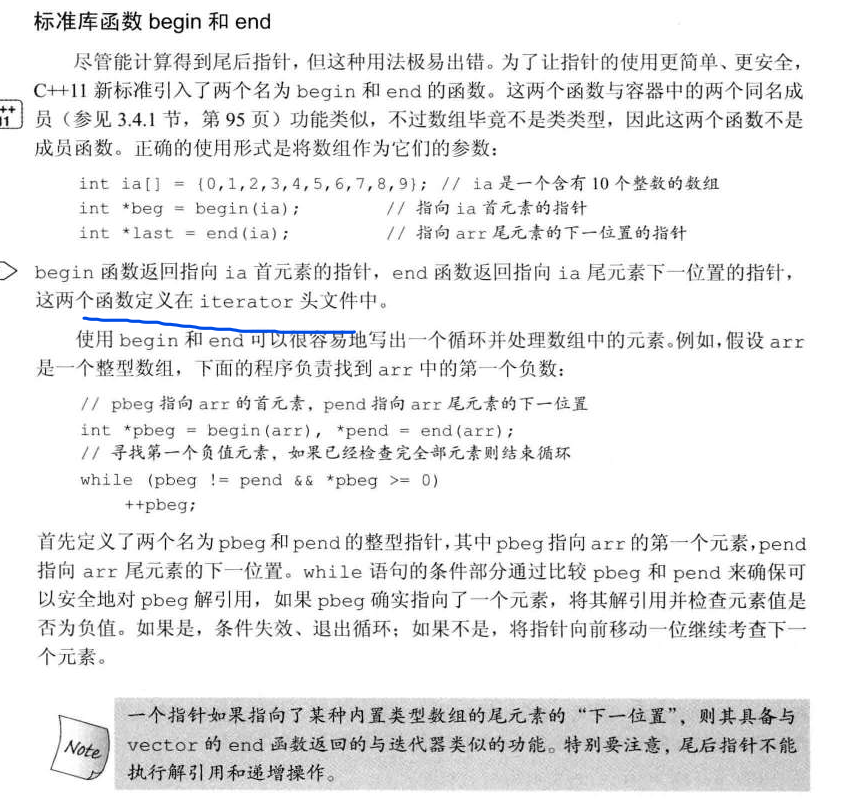 标准库函数 begin 和 end
尽管能计算得到尾后指针，但这种用法极易出错。为了让指针的使用更简单、更安全，
C++11 新标准引入了两个名为 begin 和 end 的函数。这两个函数与容器中的两个同名成
++
11
员（参见 3.4.1 节，第 95 页）功能类似，不过数组毕竟不是类类型，因此这两个函数不是
成员函数。正确的使用形式是将数组作为它们的参数：
int ia[] = {0,1,2,3,4,5,6,7,8,9}; // ia 是一个含有 10 个整数的数组
int *beg = begin(ia); // 指向 ia 首元素的指针
int *last = end(ia); // 指向 arr 尾元素的下一位置的指针
begin 函数返回指向 ia 首元素的指针，end 函数返回指向 ia 尾元素下一位置的指针，
这两个函数定义在 iterator 头文件中。
使用 begin 和 end 可以很容易地写出一个循环并处理数组中的元素。例如，假设 arr
是一个整型数组，下面的程序负责找到 arr 中的第一个负数：
// pbeg 指向 arr 的首元素，pend 指向 arr 尾元素的下一位置
int *pbeg = begin(arr), *pend = end(arr);
// 寻找第一个负值元素，如果已经检查完全部元素则结束循环
while (pbeg != pend && *pbeg >= 0)
++pbeg;
首先定义了两个名为 pbeg 和 pend 的整型指针，其中 pbeg 指向 arr 的第一个元素，pend
指向 arr 尾元素的下一位置。while 语句的条件部分通过比较 pbeg 和 pend 来确保可
以安全地对 pbeg 解引用，如果 pbeg 确实指向了一个元素，将其解引用并检查元素值是
否为负值。如果是，条件失效、退出循环；如果不是，将指针向前移动一位继续考查下一
个元素。
Note
一个指针如果指向了某种内置类型数组的尾元素的“下一位置”，则其具备与
vector 的 end 函数返回的与迭代器类似的功能。特别要注意，尾后指针不能
执行解引用和递增操作。